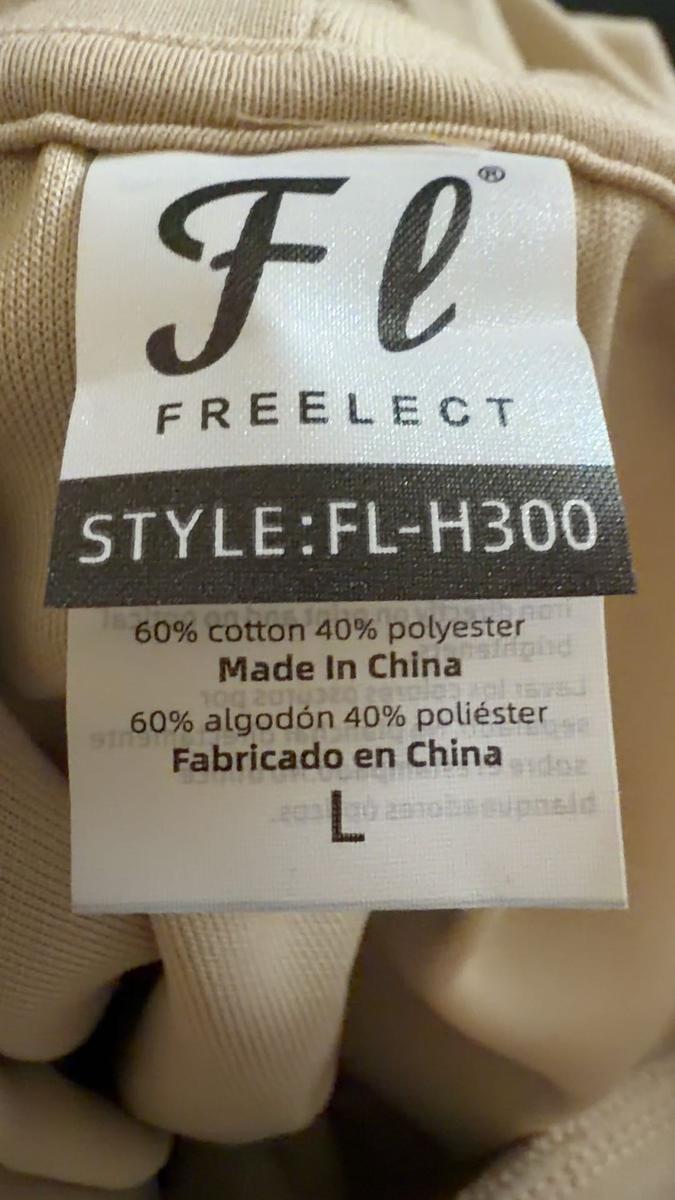 Fl®
FREELECT
STYLE:FL-H300
60% cotton 40% polyester
Made In China
60% algodón 40% poliéster
Fabricado en China
L